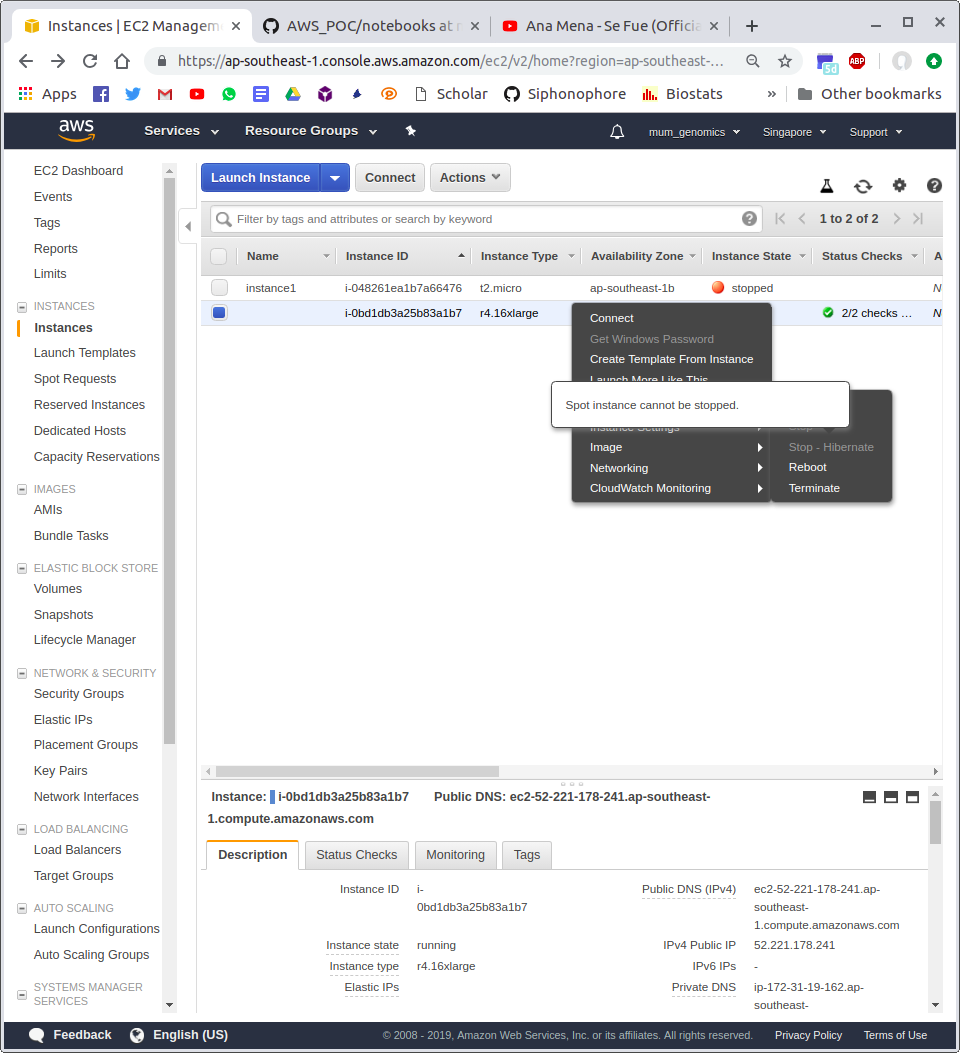 Instances | EC2 Managem
AWS_POC/notebooks at
Ana Mena - Se Fue (Officia
https://ap-southeast-1.console.aws.amazon.com/ec2/v2/home?region=ap-southeast-...
5d
ABP
Apps
Scholar
Siphonophore
Biostats
»
Other bookmarks
aws
Services
Resource Groups
mum_genomics
Singapore
Support
EC2 Dashboard
Events
Tags
Reports
Limits
INSTANCES
Instances
Launch Templates
Spot Requests
Reserved Instances
Dedicated Hosts
Capacity Reservations
IMAGES
AMIs
Bundle Tasks
ELASTIC BLOCK STORE
Volumes
Snapshots
Lifecycle Manager
NETWORK & SECURITY
Security Groups
Elastic IPs
Placement Groups
Key Pairs
Network Interfaces
LOAD BALANCING
Load Balancers
Target Groups
AUTO SCALING
Launch Configurations
Auto Scaling Groups
SYSTEMS MANAGER
SERVICES
Launch Instance
Connect
Actions
Filter by tags and attributes or search by keyword
1 to 2 of 2
Name Instance ID Instance Type Availability Zone Instance State Status Checks A
instance1 i-048261ea1b7a66476 t2.micro ap-southeast-1b stopped N
i-0bd1db3a25b83a1b7 r4.16xlarge 2/2 checks ... N
Connect
Get Windows Password
Create Template From Instance
Launch More Like This
Spot instance cannot be stopped.
Instance Settings
Image
Networking
CloudWatch Monitoring
Stop
Stop - Hibernate
Reboot
Terminate
Instance: i-0bd1db3a25b83a1b7 Public DNS: ec2-52-221-178-241.ap-southeast-
1.compute.amazonaws.com
Description
Status Checks
Monitoring
Tags
Instance ID i-
0bd1db3a25b83a1b7
Instance state running
Instance type r4.16xlarge
Elastic IPs
Public DNS (IPv4) ec2-52-221-178-241.ap-
southeast-
1.compute.amazonaws.com
IPv4 Public IP 52.221.178.241
IPv6 IPs -
Private DNS ip-172-31-19-162.ap-
southeast-
Feedback
English (US)
© 2008 - 2019, Amazon Web Services, Inc. or its affiliates. All rights reserved.
Privacy Policy
Terms of Use